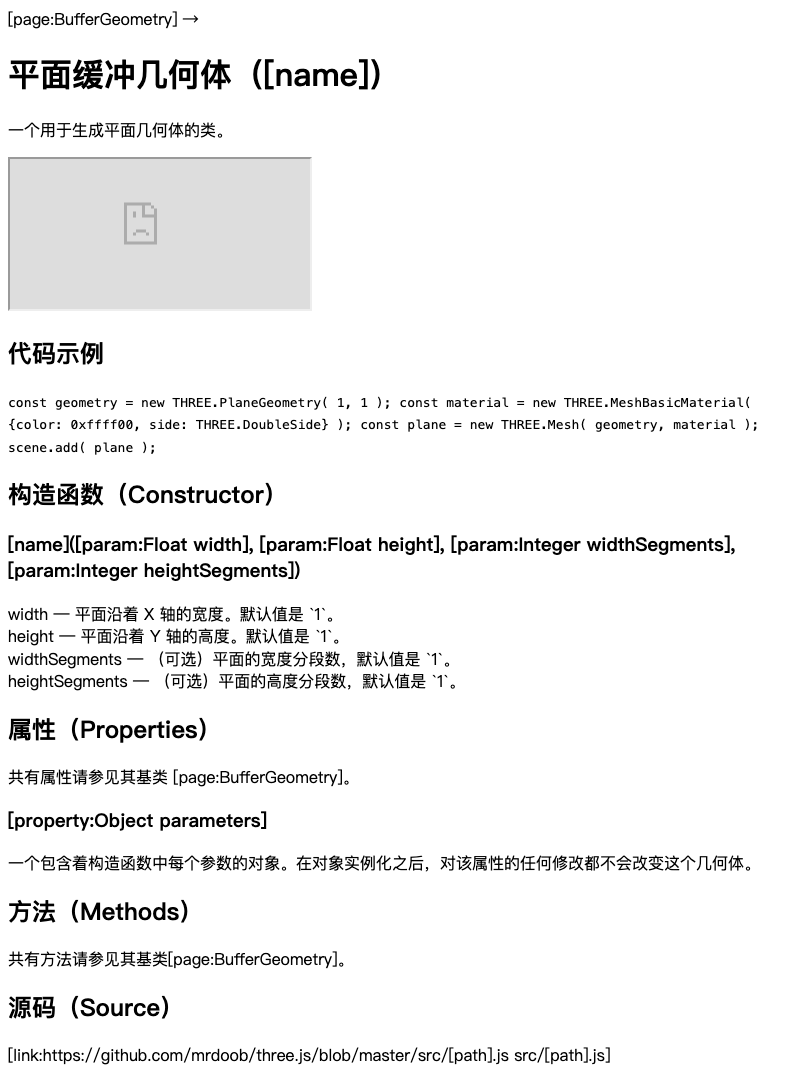 [page:BufferGeometry] →
平面缓冲几何体（[name]）
一个用于生成平面几何体的类。
代码示例
const geometry = new THREE.PlaneGeometry( 1, 1 ); const material = new THREE.MeshBasicMaterial(
{color: 0xffff00, side: THREE.DoubleSide} ); const plane = new THREE.Mesh( geometry, material );
scene.add( plane );
构造函数（Constructor）
[name]([param:Float width], [param:Float height], [param:Integer widthSegments],
[param:Integer heightSegments])
width — 平面沿着 X 轴的宽度。默认值是 `1`。
height — 平面沿着 Y 轴的高度。默认值是 `1`。
widthSegments — （可选）平面的宽度分段数，默认值是 `1`。
heightSegments — （可选）平面的高度分段数，默认值是 `1`。
属性（Properties）
共有属性请参见其基类 [page:BufferGeometry]。
[property:Object parameters]
一个包含着构造函数中每个参数的对象。在对象实例化之后，对该属性的任何修改都不会改变这个几何体。
方法（Methods）
共有方法请参见其基类[page:BufferGeometry]。
源码（Source）
[link:https://github.com/mrdoob/three.js/blob/master/src/[path].js src/[path].js]